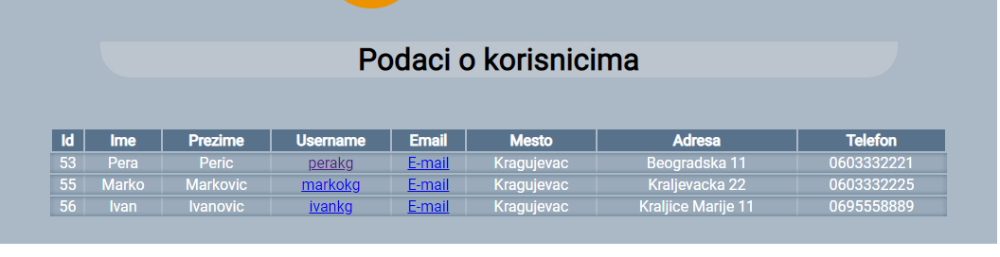 Podaci o korisnicima
Id Ime Prezime Username Email Mesto Adresa Telefon
53 Pera Peric perakg E-mail Kragujevac Beogradska 11 0603332221
55 Marko Markovic markokg E-mail Kragujevac Kraljevacka 22 0603332225
56 Ivan Ivanovic ivankg E-mail Kragujevac Kraljice Marije 11 0695558889